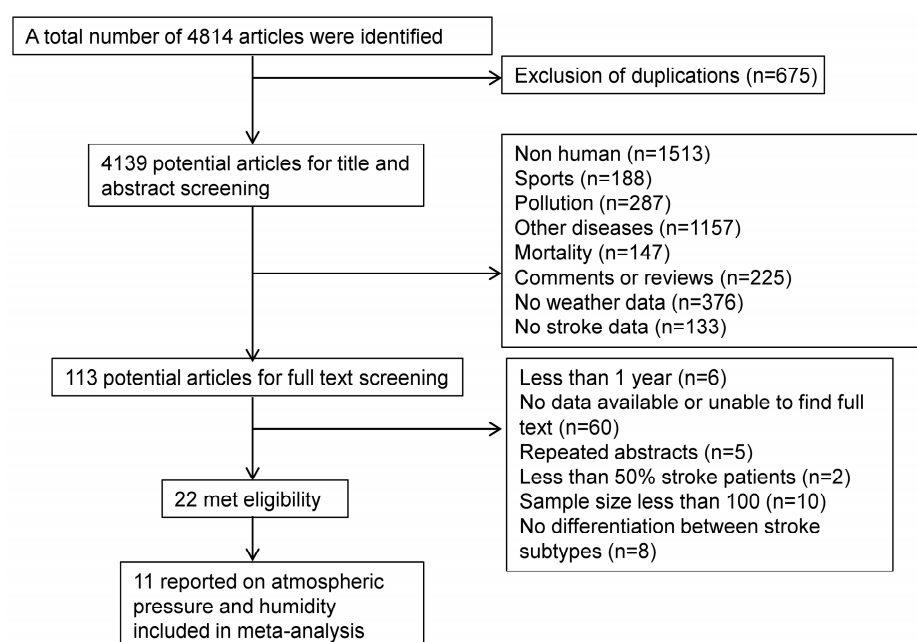 A total number of 4814 articles were identified
Exclusion of duplications (n=675)
4139 potential articles for title and
abstract screening
Non human (n=1513)
Sports (n=188)
Pollution (n=287)
Other diseases (n=1157)
Mortality (n=147)
Comments or reviews (n=225)
No weather data (n=376)
No stroke data (n=133)
113 potential articles for full text screening
Less than 1 year (n=6)
No data available or unable to find full
text (n=60)
Repeated abstracts (n=5)
Less than 50% stroke patients (n=2)
Sample size less than 100 (n=10)
No differentiation between stroke
subtypes (n=8)
22 met eligibility
11 reported on atmospheric
pressure and humidity
included in meta-analysis